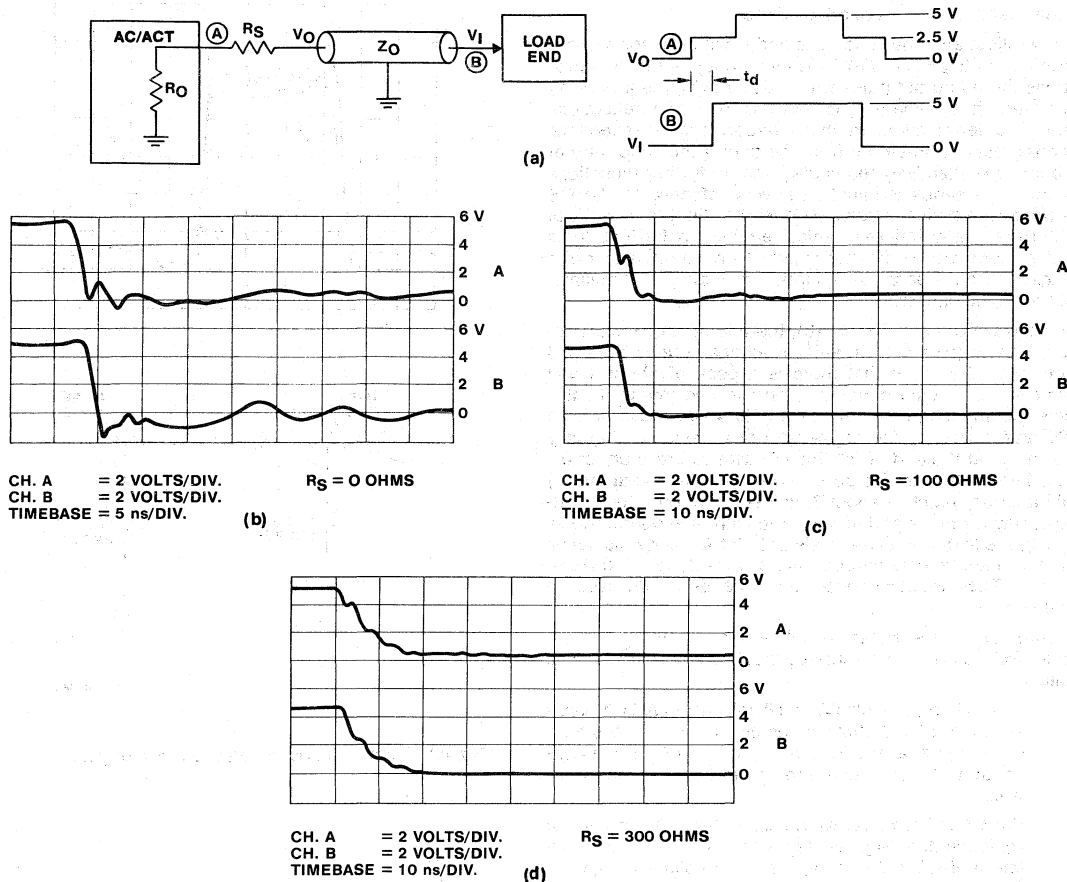 AC/ACT
RO
A
RS
VO
ZO
VI
B
LOAD
END
(a)
A
VO
5 V
2.5 V
0 V
td
B
VI
5 V
0 V
6 V
4
2
A
0
6 V
4
2
B
0
CH. A = 2 VOLTS/DIV.
CH. B = 2 VOLTS/DIV.
TIMEBASE = 5 ns/DIV.
RS = 0 OHMS
(b)
6 V
4
A
2
0
6 V
4
2
B
0
CH. A = 2 VOLTS/DIV.
CH. B = 2 VOLTS/DIV.
TIMEBASE = 10 ns/DIV.
RS = 100 OHMS
(c)
6 V
4
2
A
0
6 V
4
2
B
0
CH. A = 2 VOLTS/DIV.
CH. B = 2 VOLTS/DIV.
TIMEBASE = 10 ns/DIV.
RS = 300 OHMS
(d)